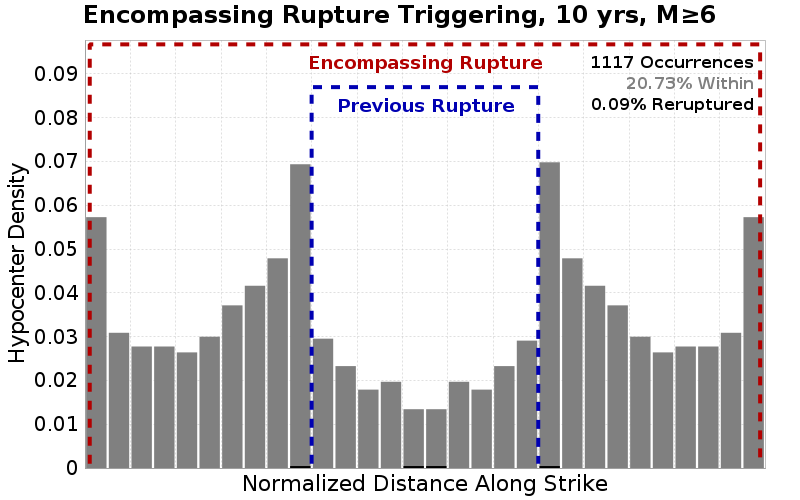 Encompassing Rupture Triggering, 10 yrs, M≥6
Encompassing Rupture
1117 Occurrences
20.73% Within
Previous Rupture
0.09% Reruptured
Hypocenter Density
0.09
0.08
0.07
0.06
0.05
0.04
0.03
0.02
0.01
0
Normalized Distance Along Strike